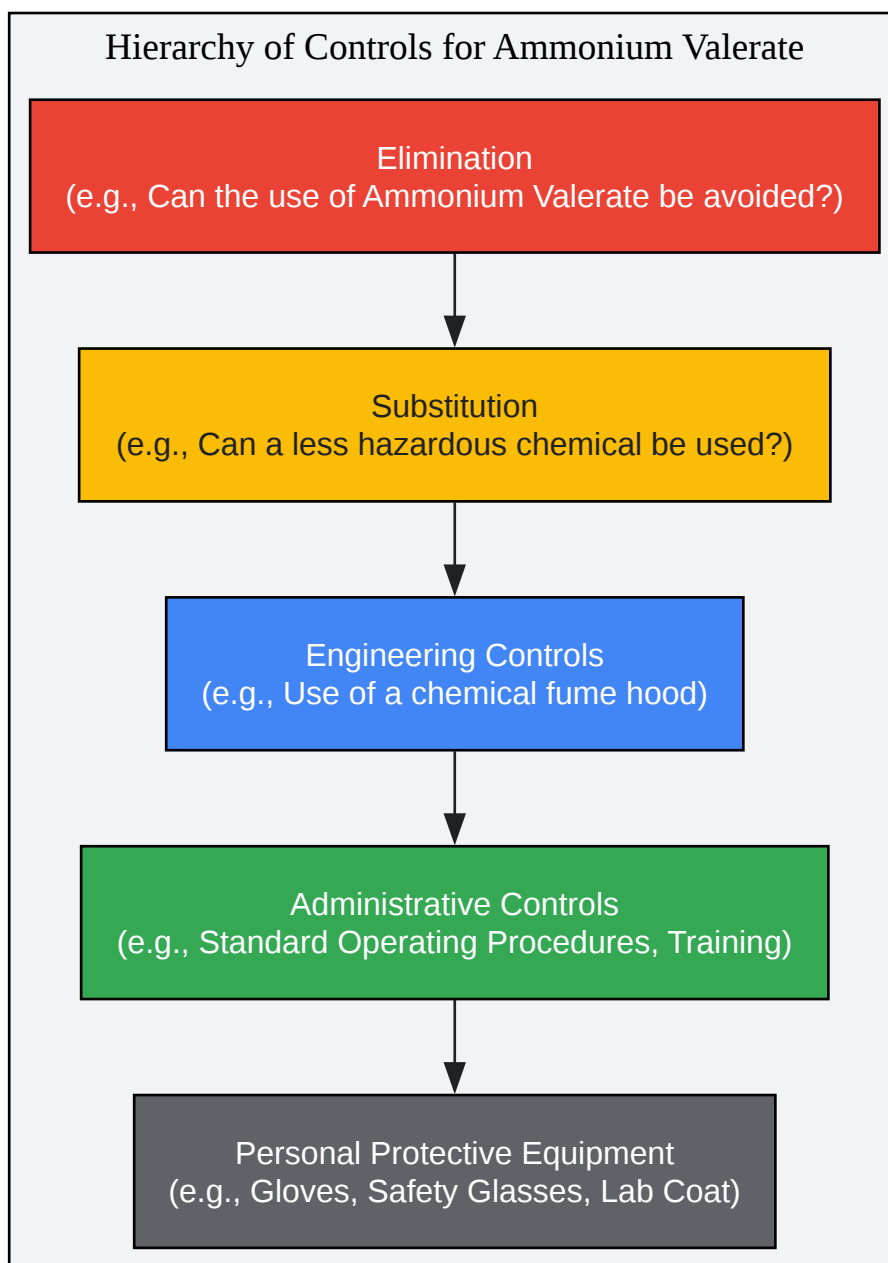 Hierarchy of Controls for Ammonium Valerate
Elimination
(e.g., Can the use of Ammonium Valerate be avoided?)
Substitution
(e.g., Can a less hazardous chemical be used?)
Engineering Controls
(e.g., Use of a chemical fume hood)
Administrative Controls
(e.g., Standard Operating Procedures, Training)
Personal Protective Equipment
(e.g., Gloves, Safety Glasses, Lab Coat)